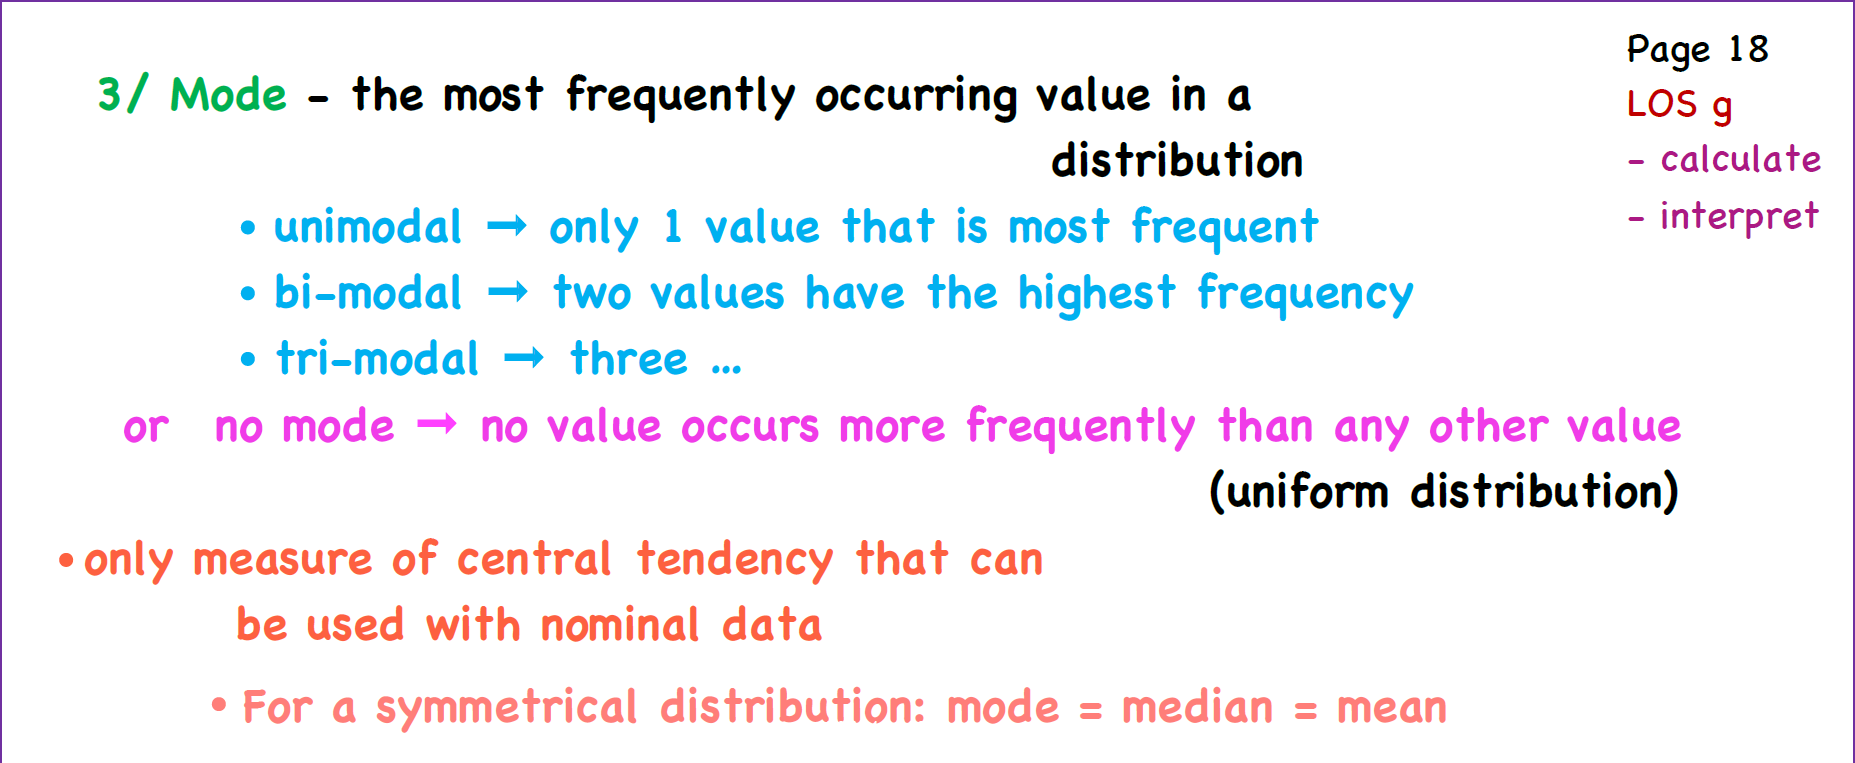 Page 18
LOS g
- calculate
- interpret
3/ Mode - the most frequently occurring value in a
distribution
• unimodal → only 1 value that is most frequent
• bi-modal → two values have the highest frequency
• tri-modal → three ...
or no mode → no value occurs more frequently than any other value
(uniform distribution)
• only measure of central tendency that can
be used with nominal data
• For a symmetrical distribution: mode = median = mean